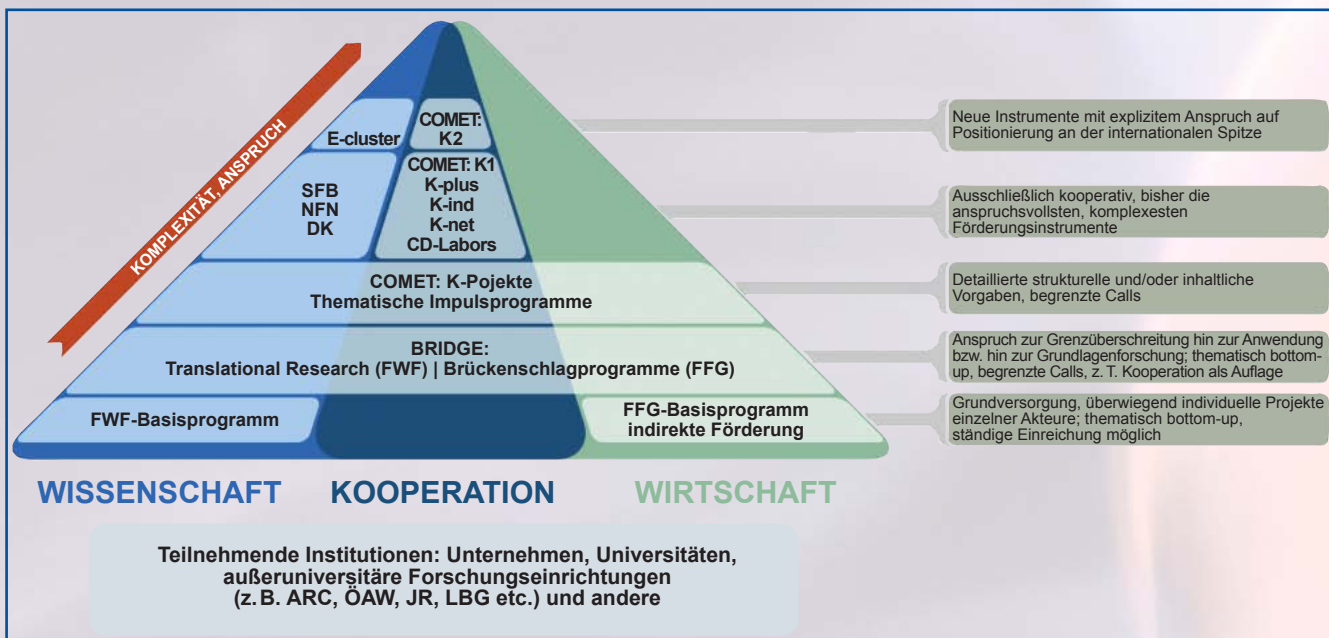 KOMPLEXITÄT, ANSPRUCH
E-cluster
COMET:
K2
SFB
NFN
DK
COMET: K1
K-plus
K-ind
K-net
CD-Labors
COMET: K-Pojekte
Thematische Impulsprogramme
BRIDGE:
Translational Research (FWF) | Brückenschlagprogramme (FFG)
FWF-Basisprogramm
FFG-Basisprogramm
indirekte Förderung
Neue Instrumente mit explizitem Anspruch auf
Positionierung an der internationalen Spitze
Ausschließlich kooperativ, bisher die
anspruchsvollsten, komplexesten
Förderungsinstrumente
Detaillierte strukturelle und/oder inhaltliche
Vorgaben, begrenzte Calls
Anspruch zur Grenzüberschreitung hin zur Anwendung
bzw. hin zur Grundlagenforschung; thematisch bottom-
up, begrenzte Calls, z. T. Kooperation als Auflage
Grundversorgung, überwiegend individuelle Projekte
einzelner Akteure; thematisch bottom-up,
ständige Einreichung möglich
WISSENSCHAFT KOOPERATION WIRTSCHAFT
Teilnehmende Institutionen: Unternehmen, Universitäten,
außeruniversitäre Forschungseinrichtungen
(z. B. ARC, ÖAW, JR, LBG etc.) und andere